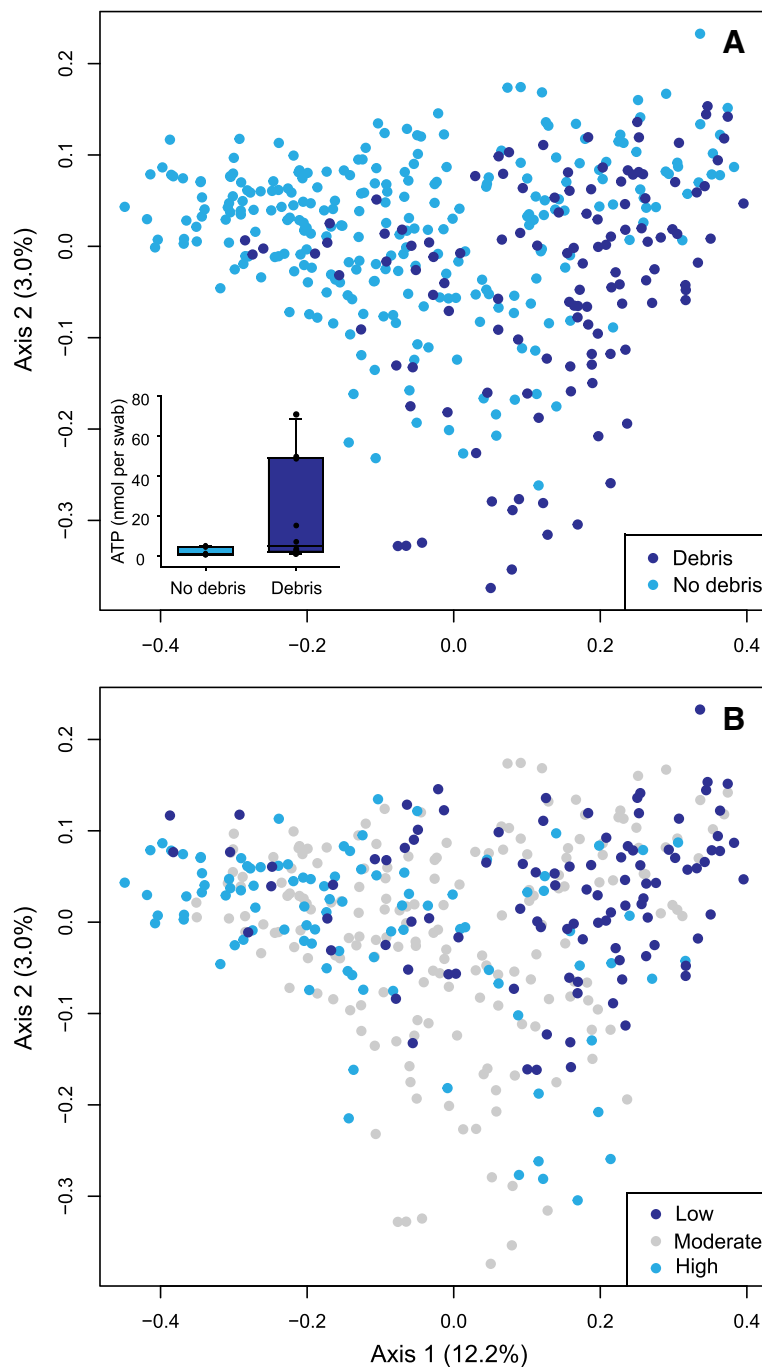 A
0.2
0.1
0.0
−0.1
−0.2
−0.3
Axis 2 (3.0%)
80
60
40
20
0
ATP (nmol per swab)
No debris
Debris
Debris
No debris
−0.4
−0.2
0.0
0.2
0.4
B
0.2
0.1
0.0
−0.1
−0.2
−0.3
Axis 2 (3.0%)
Low
Moderate
High
−0.4
−0.2
0.0
0.2
0.4
Axis 1 (12.2%)